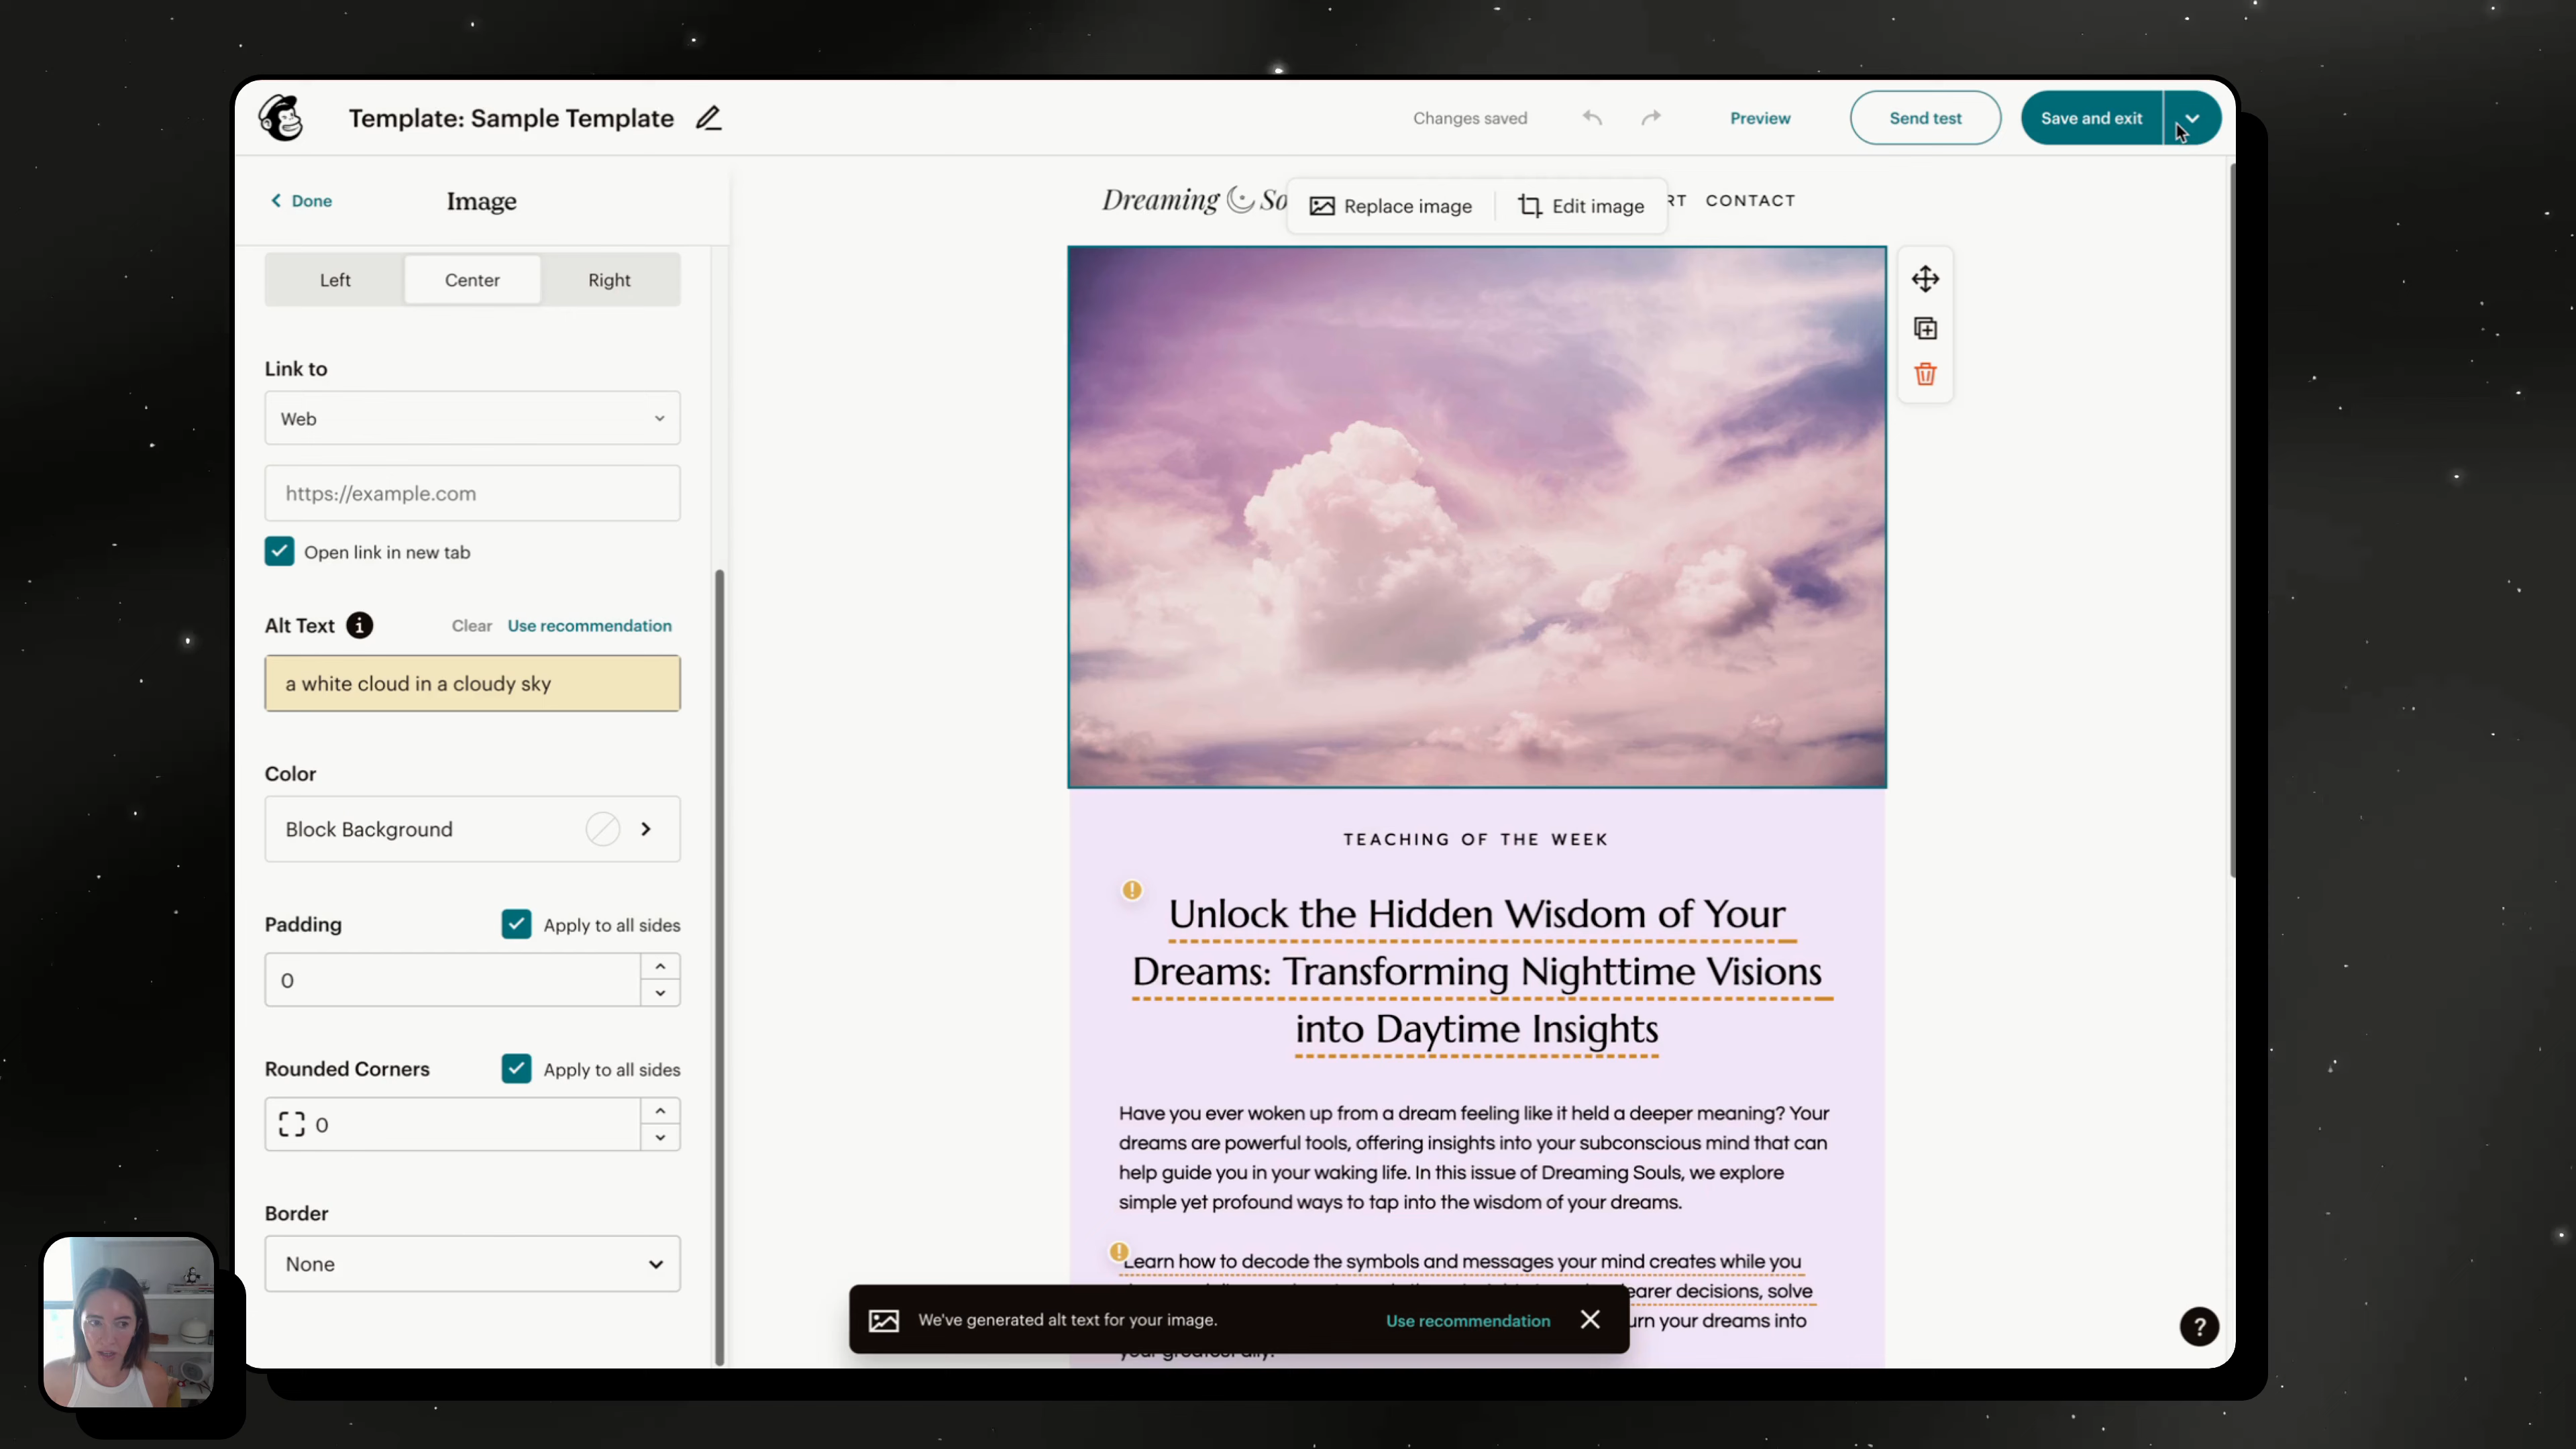 Template: Sample Template
Changes saved
Preview
Send test
Save and exit
Done
Image
Left
Center
Right
Link to
Web
https://example.com
Open link in new tab
Alt Text
Clear
Use recommendation
a white cloud in a cloudy sky
Color
Block Background
Padding
Apply to all sides
0
Rounded Corners
Apply to all sides
0
Border
None
Dreaming So
Replace image
Edit image
RT
CONTACT
TEACHING OF THE WEEK
Unlock the Hidden Wisdom of Your
Dreams: Transforming Nighttime Visions
into Daytime Insights
Have you ever woken up from a dream feeling like it held a deeper meaning? Your
dreams are powerful tools, offering insights into your subconscious mind that can
help guide you in your waking life. In this issue of Dreaming Souls, we explore
simple yet profound ways to tap into the wisdom of your dreams.
Learn how to decode the symbols and messages your mind creates while you
earer decisions, solve
urn your dreams into
your greatest ally.
We've generated alt text for your image.
Use recommendation
?